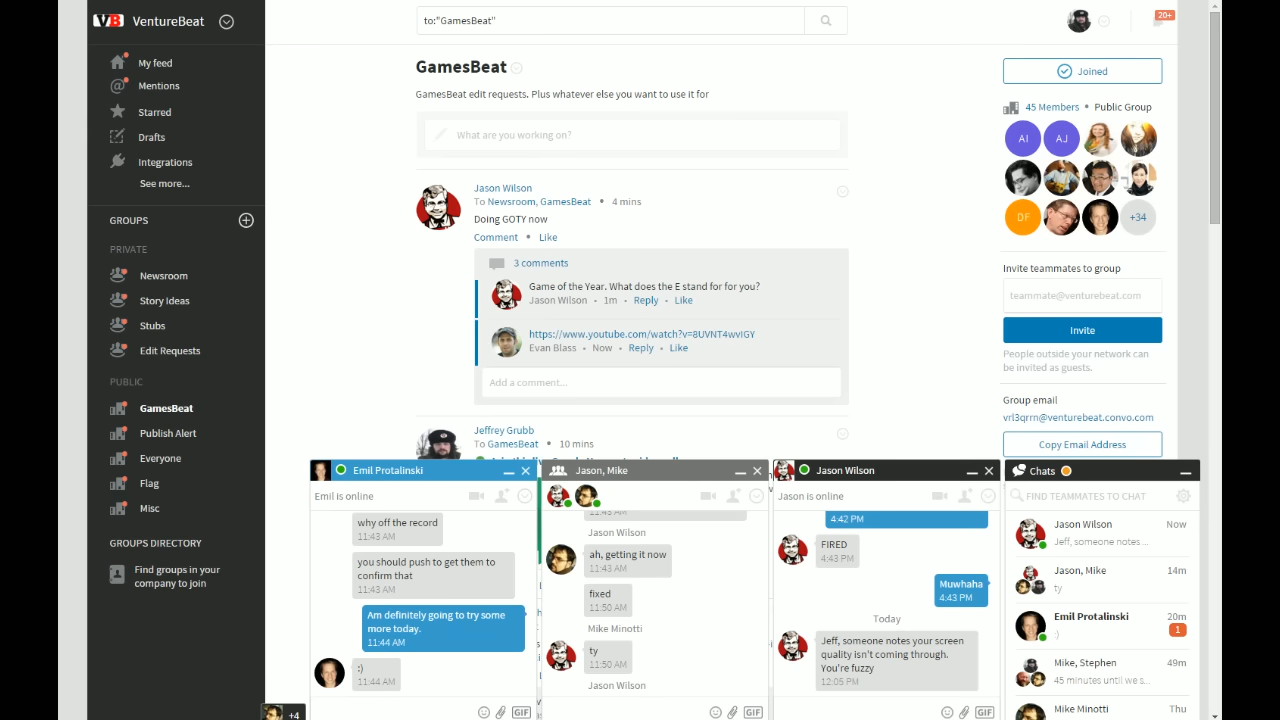 VB VentureBeat
My feed
Mentions
Starred
Drafts
Integrations
See more...
GROUPS
PRIVATE
Newsroom
Story Ideas
Stubs
Edit Requests
PUBLIC
GamesBeat
Publish Alert
Everyone
Flag
Misc
GROUPS DIRECTORY
Find groups in your
company to join
+4
to:"GamesBeat"
20+
GamesBeat
GamesBeat edit requests. Plus whatever else you want to use it for
What are you working on?
Jason Wilson
To Newsroom, GamesBeat • 4 mins
Doing GOTY now
Comment • Like
3 comments
Game of the Year. What does the E stand for for you?
Jason Wilson • 1m • Reply • Like
https://www.youtube.com/watch?v=8UVNT4wvIGY
Evan Blass • Now • Reply • Like
Add a comment...
Jeffrey Grubb
To GamesBeat • 10 mins
Joined
45 Members • Public Group
AI AJ
DF +34
Invite teammates to group
teammate@venturebeat.com
Invite
People outside your network can
be invited as guests.
Group email
vrl3qrrn@venturebeat.convo.com
Copy Email Address
Emil Protalinski
Emil is online
why off the record
11:43 AM
you should push to get them to
confirm that
11:43 AM
Am definitely going to try some
more today.
11:44 AM
:)
11:44 AM
GIF
Jason, Mike
11:43 AM
Jason Wilson
ah, getting it now
11:43 AM
fixed
11:50 AM
Mike Minotti
ty
11:50 AM
Jason Wilson
GIF
Jason Wilson
Jason is online
4:42 PM
FIRED
4:43 PM
Muwhaha
4:43 PM
Today
Jeff, someone notes your screen
quality isn't coming through.
You're fuzzy
12:05 PM
GIF
Chats
FIND TEAMMATES TO CHAT
Jason Wilson Now
Jeff, someone notes ...
Jason, Mike 14m
ty
Emil Protalinski 20m
:) 1
Mike, Stephen 49m
45 minutes until we s...
Mike Minotti Thu